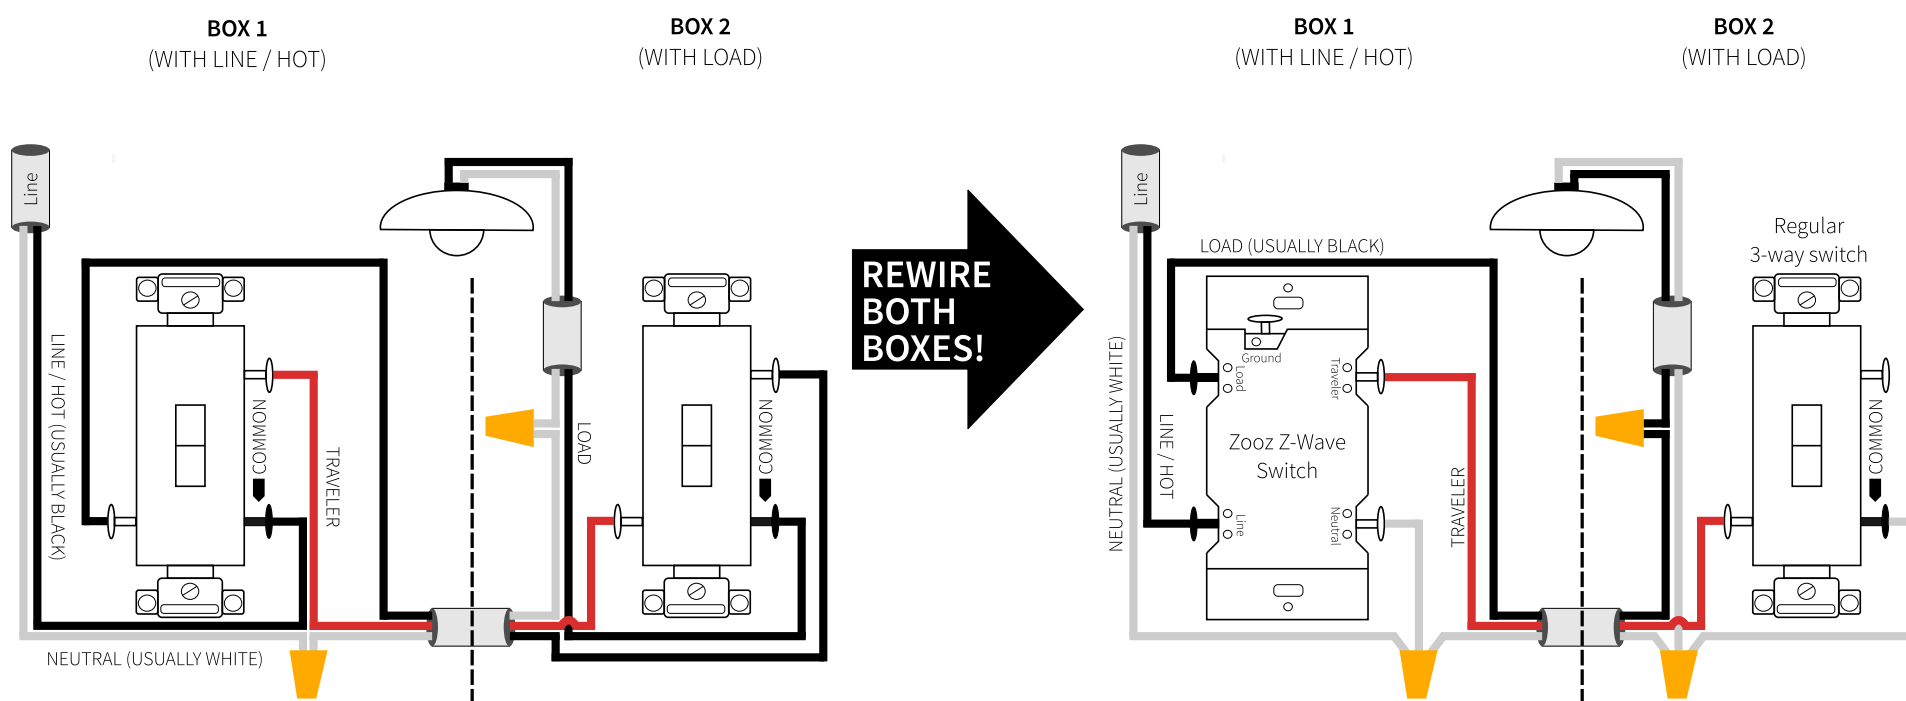 BOX 1
(WITH LINE / HOT)
BOX 2
(WITH LOAD)
Line
LINE / HOT (USUALLY BLACK)
COMMON
TRAVELER
NEUTRAL (USUALLY WHITE)
LOAD
COMMON
REWIRE
BOTH
BOXES!
BOX 1
(WITH LINE / HOT)
BOX 2
(WITH LOAD)
Line
LOAD (USUALLY BLACK)
NEUTRAL (USUALLY WHITE)
LINE / HOT
Ground
Load
Traveler
Zooz Z-Wave
Switch
Line
Neutral
TRAVELER
Regular
3-way switch
COMMON